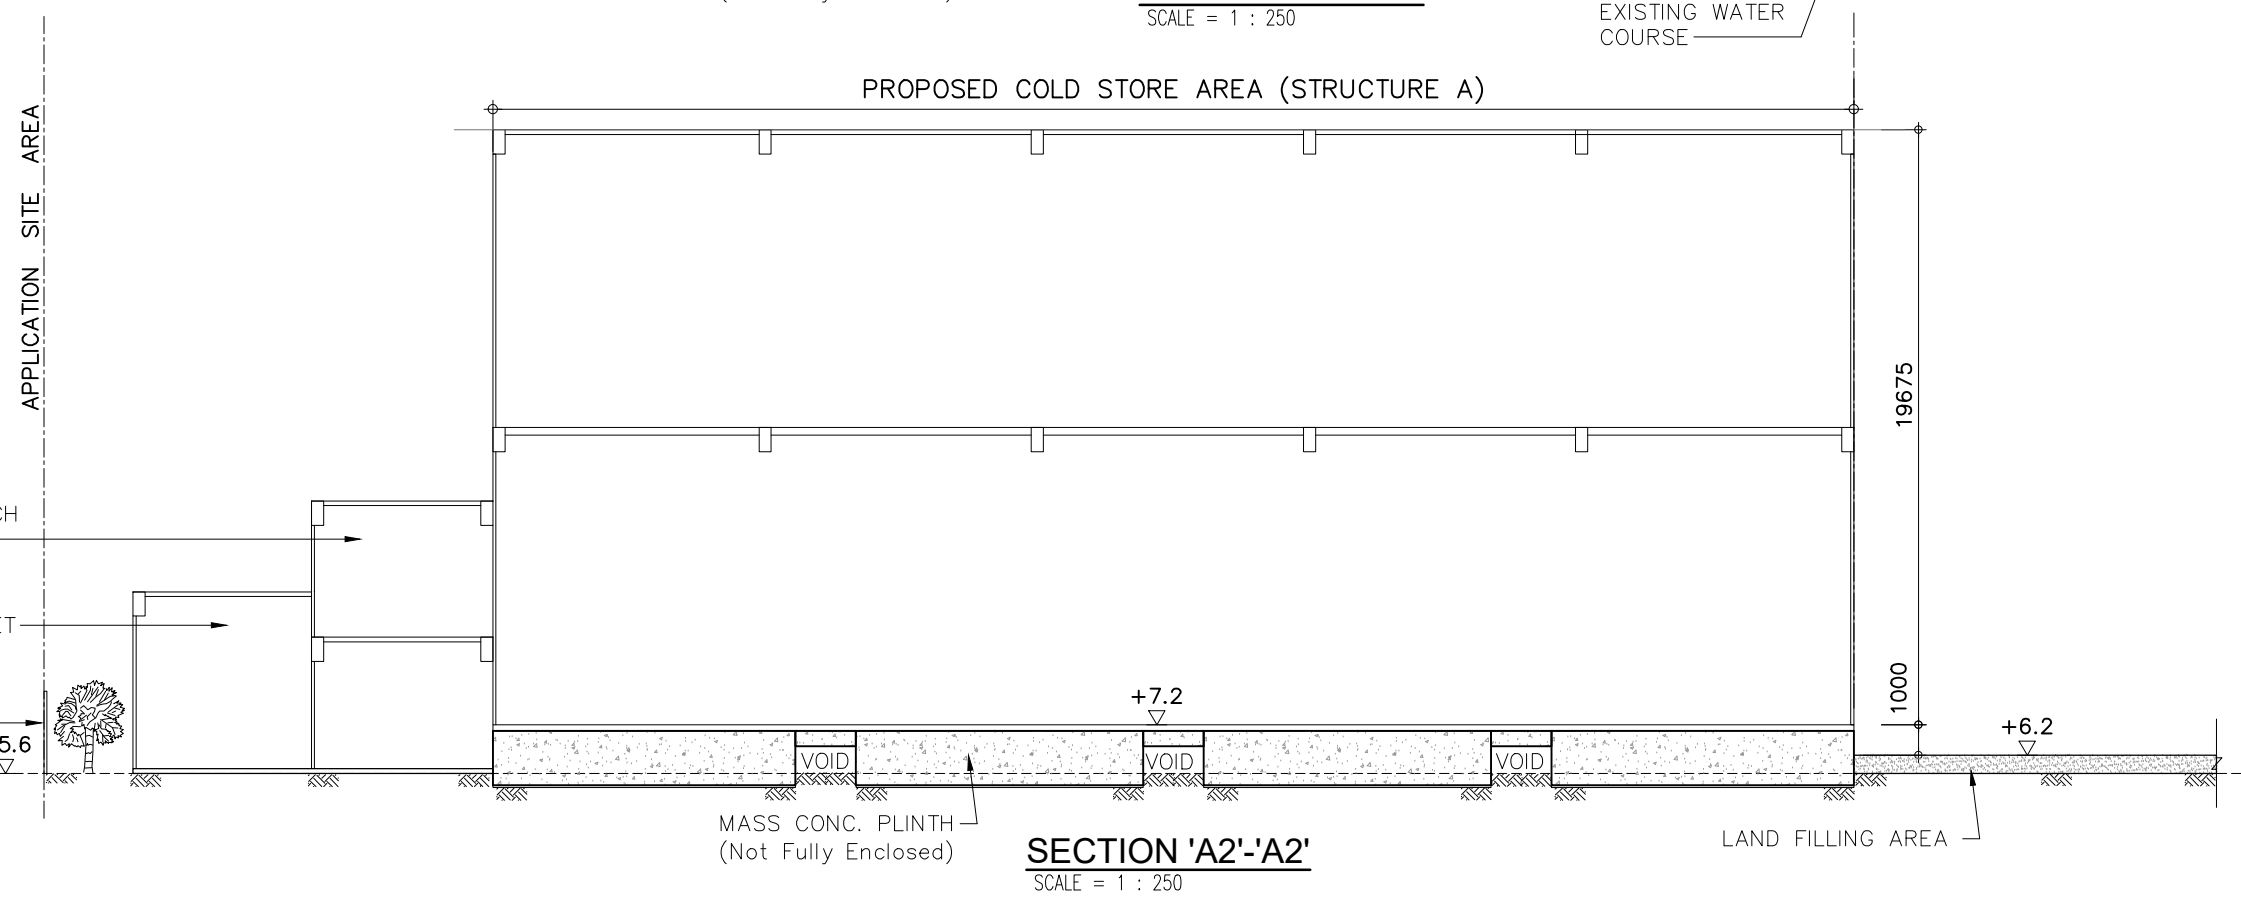 SCALE = 1 : 250
EXISTING WATER
COURSE
PROPOSED COLD STORE AREA (STRUCTURE A)
APPLICATION SITE AREA
19675
1000
+7.2
+6.2
5.6
VOID
VOID
VOID
MASS CONC. PLINTH
(Not Fully Enclosed)
LAND FILLING AREA
SECTION 'A2'-'A2'
SCALE = 1 : 250